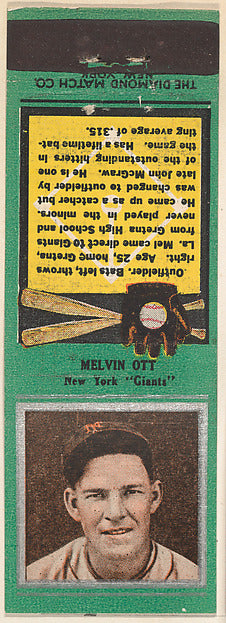 Outfielder. Bats left, throws
right. Age, 25, home Gretna,
La. Mel came direct to Giants
from Gretna High School and
never played in the minors.
He came up as a catcher but
was changed to outfielder by
late John McGraw. He is one
of the outstanding hitters in
the game. Has a lifetime bat-
ting average of .315.
THE DIAMOND MATCH CO.
NEW YORK
MELVIN OTT
New York "Giants"